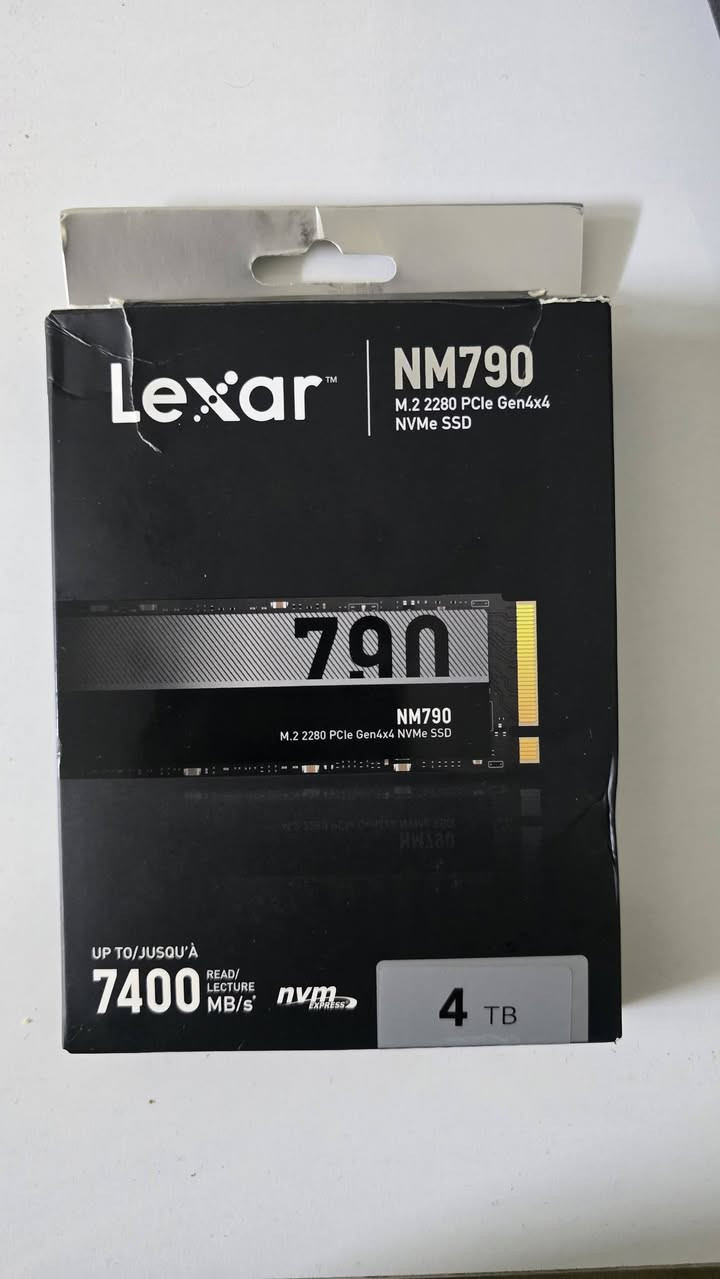 Lexar™
NM790
M.2 2280 PCIe Gen4x4
NVMe SSD
790
NM790
M.2 2280 PCIe Gen4x4 NVMe SSD
UP TO/JUSQU'À
7400
READ/
LECTURE
MB/s*
nvm
EXPRESS
4 TB